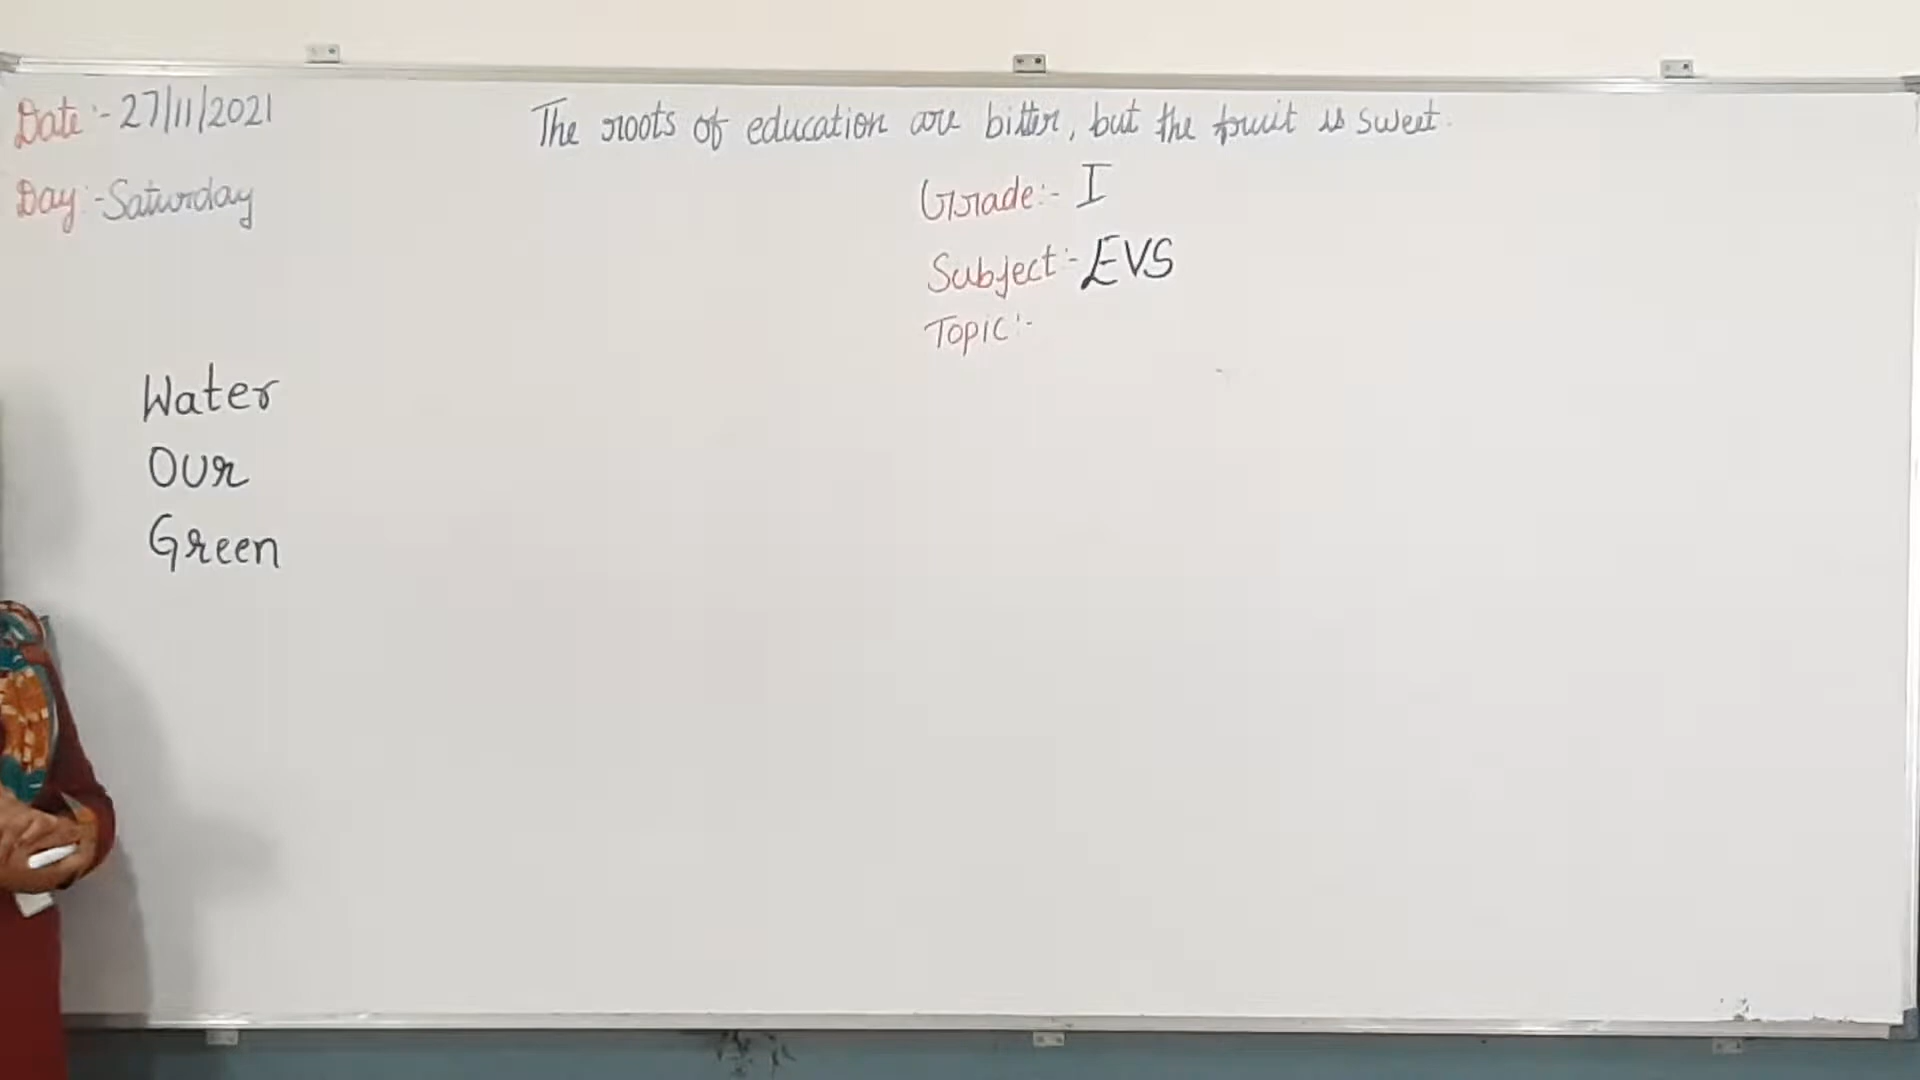 Date :- 27/11/2021
The roots of education are bitter, but the fruit is sweet.
Day :- Saturday
Grade :- I
Subject :- EVS
Topic :-
Water
Our
Green